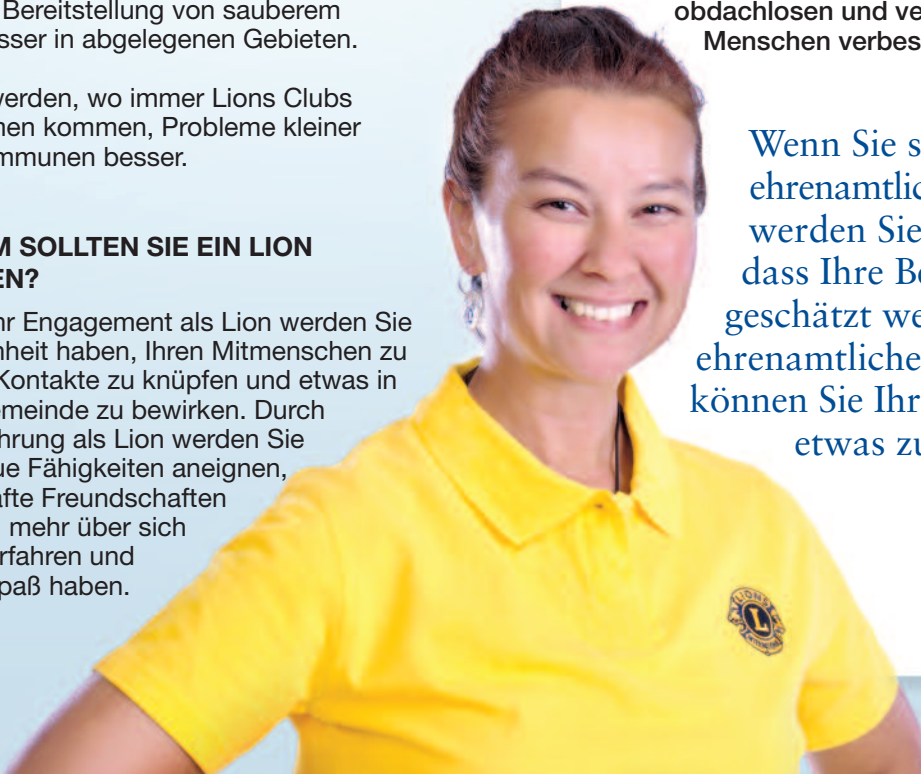 Bereitstellung von sauberem
sser in abgelegenen Gebieten.
werden, wo immer Lions Clubs
nen kommen, Probleme kleiner
mmunen besser.
M SOLLTEN SIE EIN LION
EN?
hr Engagement als Lion werden Sie
nheit haben, Ihren Mitmenschen zu
Kontakte zu knüpfen und etwas in
emeinde zu bewirken. Durch
hrung als Lion werden Sie
ue Fähigkeiten aneignen,
afte Freundschaften
mehr über sich
rfahren und
paß haben.
obdachlosen und ve
Menschen verbes
Wenn Sie s
ehrenamtlic
werden Sie
dass Ihre Be
geschätzt we
ehrenamtliche
können Sie Ihr
etwas zu
LIONS
L